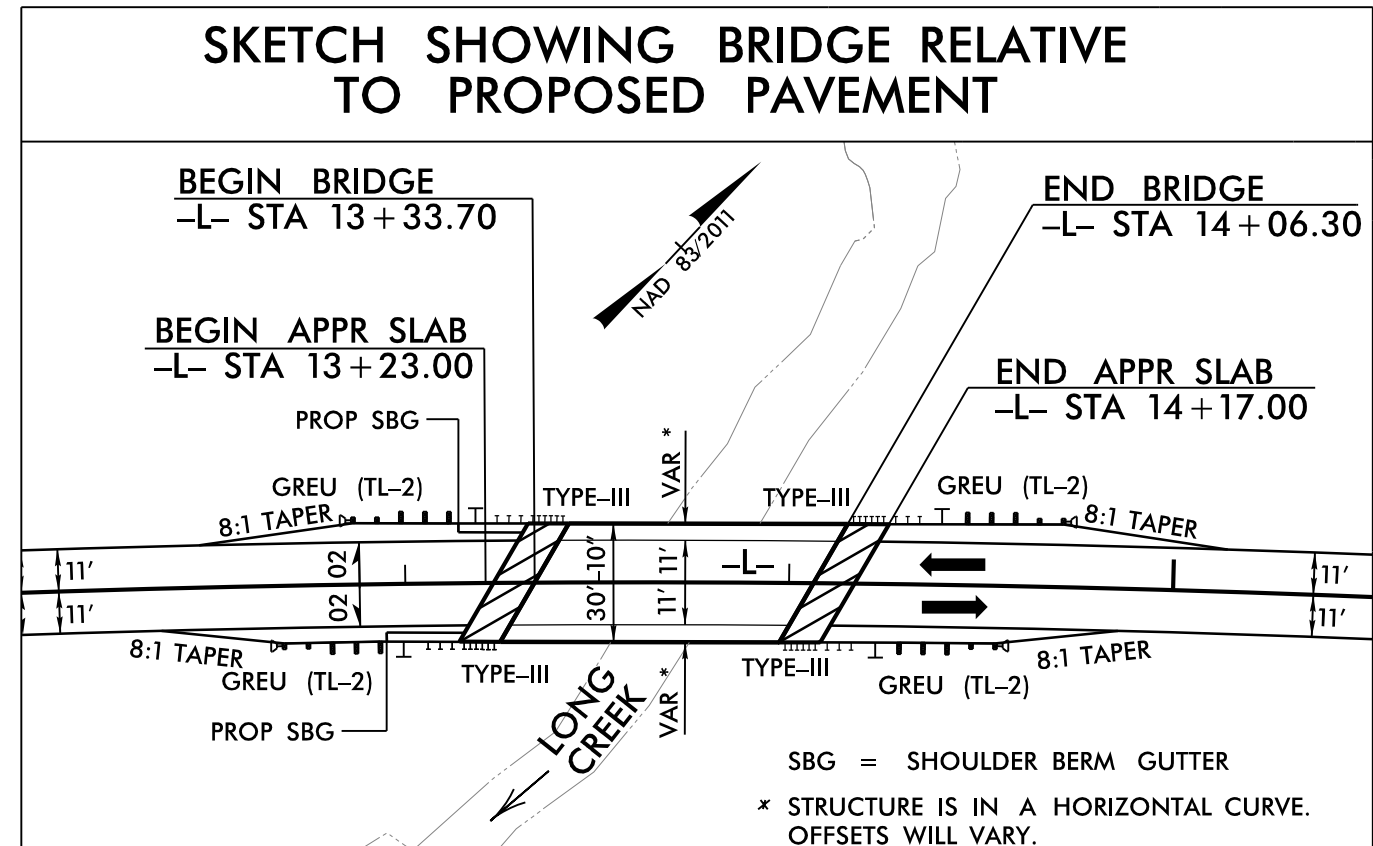 SKETCH SHOWING BRIDGE RELATIVE
TO PROPOSED PAVEMENT
BEGIN BRIDGE
-L- STA 13+33.70
END BRIDGE
-L- STA 14+06.30
NAD 83/2011
BEGIN APPR SLAB
-L- STA 13+23.00
END APPR SLAB
-L- STA 14+17.00
PROP SBG
VAR *
GREU (TL-2)
TYPE-III
TYPE-III
GREU (TL-2)
8:1 TAPER
8:1 TAPER
11'
11'
02
02
30'-10"
11'
11'
-L-
11'
11'
8:1 TAPER
GREU (TL-2)
TYPE-III
VAR *
TYPE-III
GREU (TL-2)
8:1 TAPER
PROP SBG
LONG
CREEK
SBG = SHOULDER BERM GUTTER
* STRUCTURE IS IN A HORIZONTAL CURVE.
OFFSETS WILL VARY.